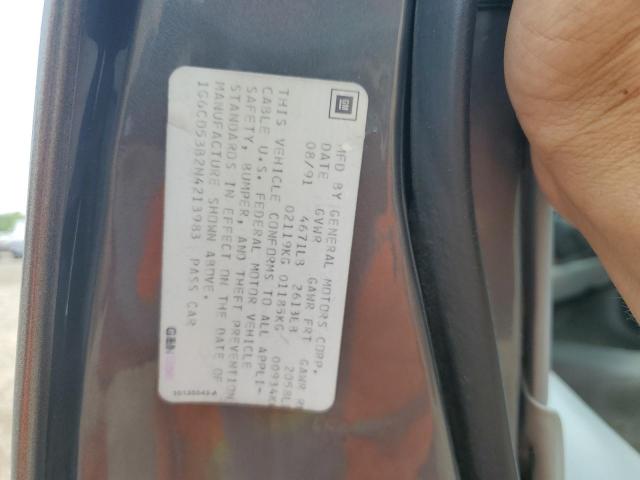 GM
MFD BY GENERAL MOTORS CORP.
DATE GVWR GAWR FRT GAWR RR
08/91 4671LB 2613LB 2058L
02119KG 01185KG/ 00934K
THIS VEHICLE CONFORMS TO ALL APPLI-
CABLE U.S. FEDERAL MOTOR VEHICLE
SAFETY, BUMPER, AND THEFT PREVENTION
STANDARDS IN EFFECT ON THE DATE OF
MANUFACTURE SHOWN ABOVE.
1G6CD53B2N4213983 PASS CAR